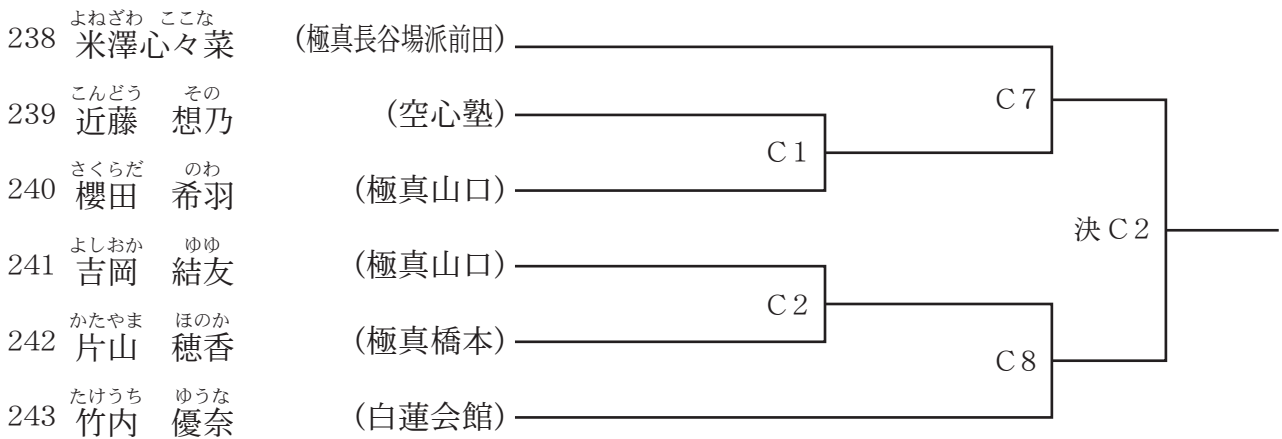 よねざわ ここな
238 米澤心々菜 (極真長谷場派前田)
こんどう その
239 近藤 想乃 (空心塾)
C7
C1
さくらだ のわ
240 櫻田 希羽 (極真山口)
決C2
よしおか ゆゆ
241 吉岡 結友 (極真山口)
C2
かたやま ほのか
242 片山 穂香 (極真橋本)
C8
たけうち ゆうな
243 竹内 優奈 (白蓮会館)